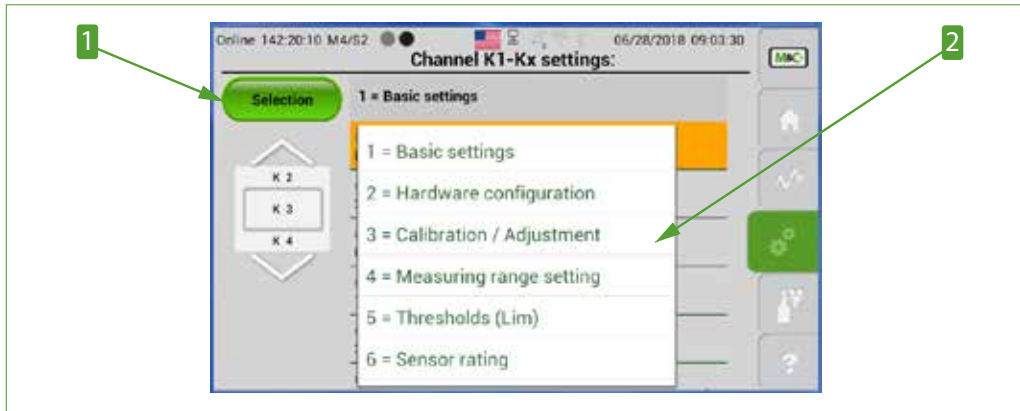 1
2
Online 142:20:10 M4/S2 06/28/2018 09:03:30
Channel K1-Kx settings:
MRC
Selection
1 = Basic settings
1 = Basic settings
2 = Hardware configuration
3 = Calibration / Adjustment
4 = Measuring range setting
5 = Thresholds (Lim)
6 = Sensor rating
K 2
K 3
K 4
?